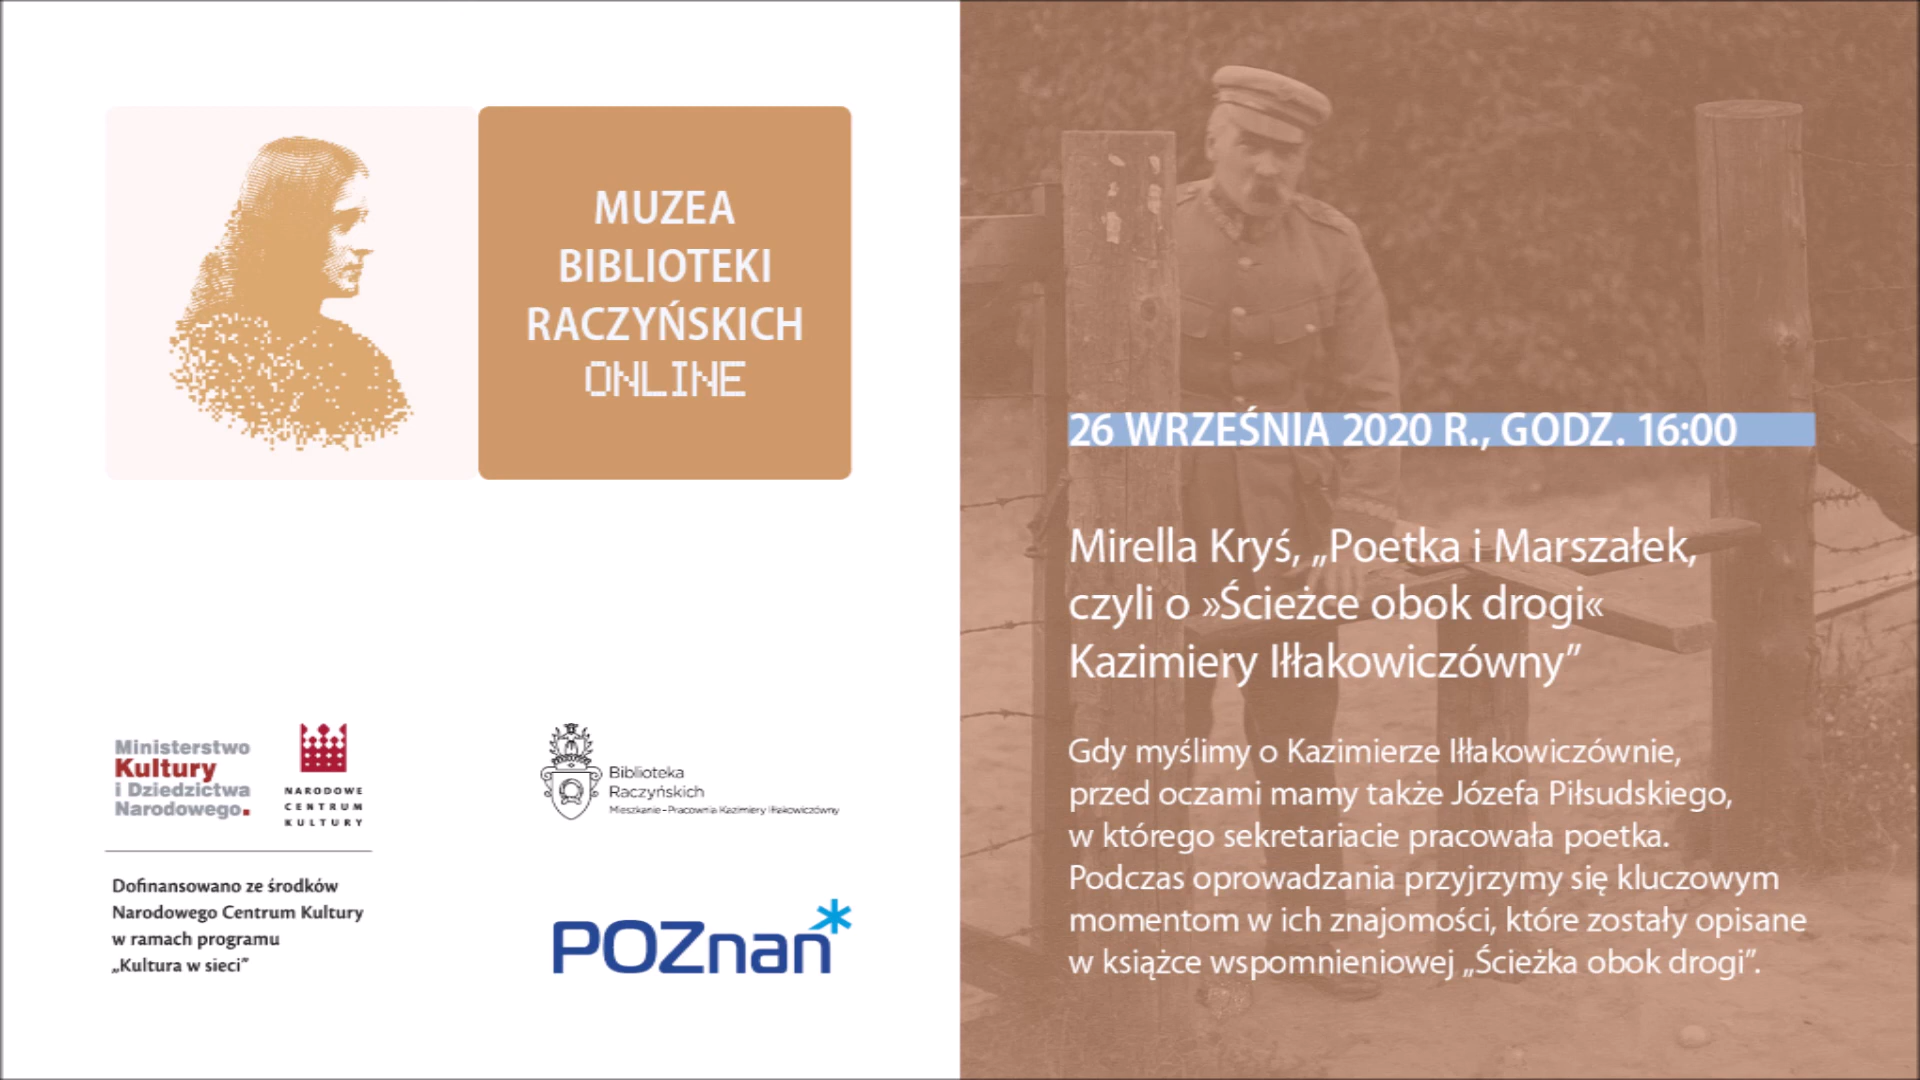 MUZEA
BIBLIOTEKI
RACZYŃSKICH
ONLINE
Ministerstwo
Kultury
i Dziedzictwa
Narodowego.
NARODOWE
CENTRUM
KULTURY
Dofinansowano ze środków
Narodowego Centrum Kultury
w ramach programu
„Kultura w sieci”
Biblioteka
Raczyńskich
Mieszkanie-Pracownia Kazimiery Iłłakowiczówny
POZnan*
26 WRZEŚNIA 2020 R., GODZ. 16:00
Mirella Kryś, „Poetka i Marszałek,
czyli o »Ścieżce obok drogi«
Kazimiery Iłłakowiczówny”
Gdy myślimy o Kazimierze Iłłakowiczównie,
przed oczami mamy także Józefa Piłsudskiego,
w którego sekretariacie pracowała poetka.
Podczas oprowadzania przyjrzymy się kluczowym
momentom w ich znajomości, które zostały opisane
w książce wspomnieniowej „Ścieżka obok drogi”.